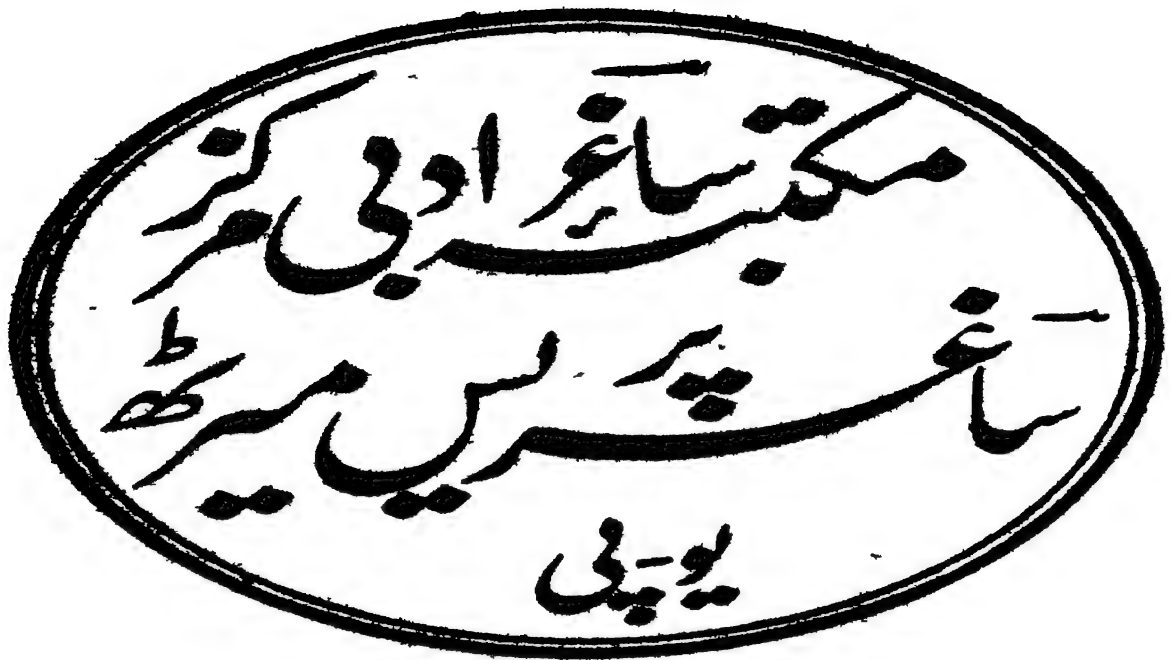 مکتبہ ساغر ادبی مرکز
ساغر پریس میرٹھ
یو-پی